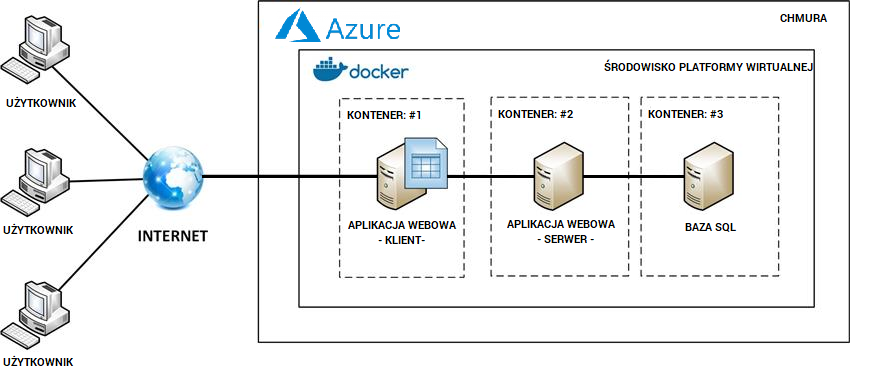 Azure
CHMURA
docker
ŚRODOWISKO PLATFORMY WIRTUALNEJ
KONTENER: #1
KONTENER: #2
KONTENER: #3
UŻYTKOWNIK
UŻYTKOWNIK
UŻYTKOWNIK
INTERNET
APLIKACJA WEBOWA
- KLIENT-
APLIKACJA WEBOWA
- SERWER -
BAZA SQL